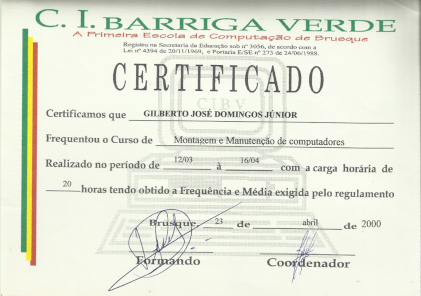 C. I. BARRIGA VERDE
A Primeira Escola de Computação de Brusque
Registro na Secretaria da Educação sob nº 3056, de acordo com a
Lei nº 4394 de 20/11/1969, e Portaria E/SE nº 273 de 24/06/1988.
CERTIFICADO
CIBV
Certificamos que GILBERTO JOSÉ DOMINGOS JÚNIOR
Frequentou o Curso de Montagem e Manutenção de computadores
Realizado no período de 12/03 à 16/04 com a carga horária de
20 horas tendo obtido a Frequência e Média exigida pelo regulamento
Brusque 23 de abril de 2000
Formando Coordenador